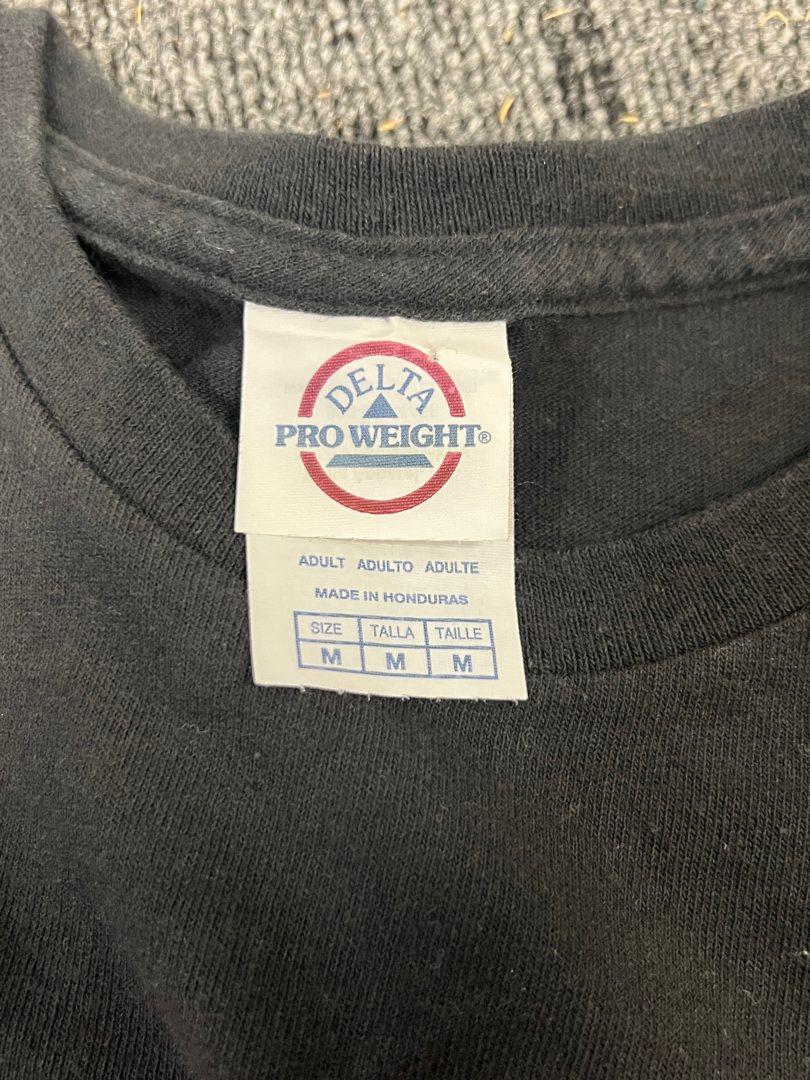 DELTA
PRO WEIGHT®
ADULT ADULTO ADULTE
MADE IN HONDURAS
SIZE TALLA TAILLE
M M M